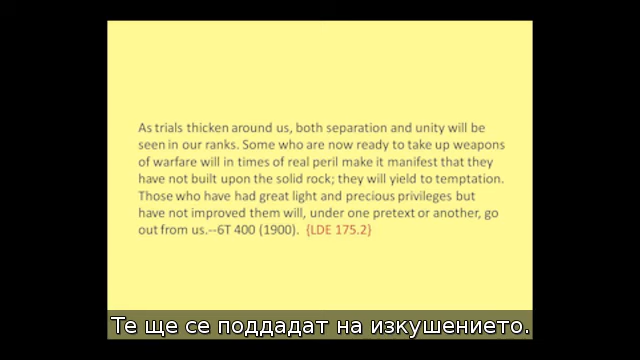 As trials thicken around us, both separation and unity will be
seen in our ranks. Some who are now ready to take up weapons
of warfare will in times of real peril make it manifest that they
have not built upon the solid rock; they will yield to temptation.
Those who have had great light and precious privileges but
have not improved them will, under one pretext or another, go
out from us.--6T 400 (1900).  {LDE 175.2}
Те ще се поддадат на изкушението.